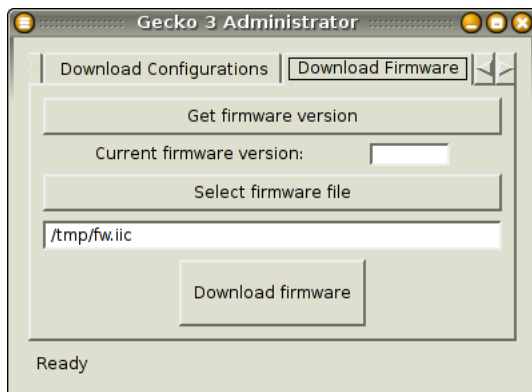 Gecko 3 Administrator
Download Configurations
Download Firmware
Get firmware version
Current firmware version:
Select firmware file
/tmp/fw.iic
Download firmware
Ready